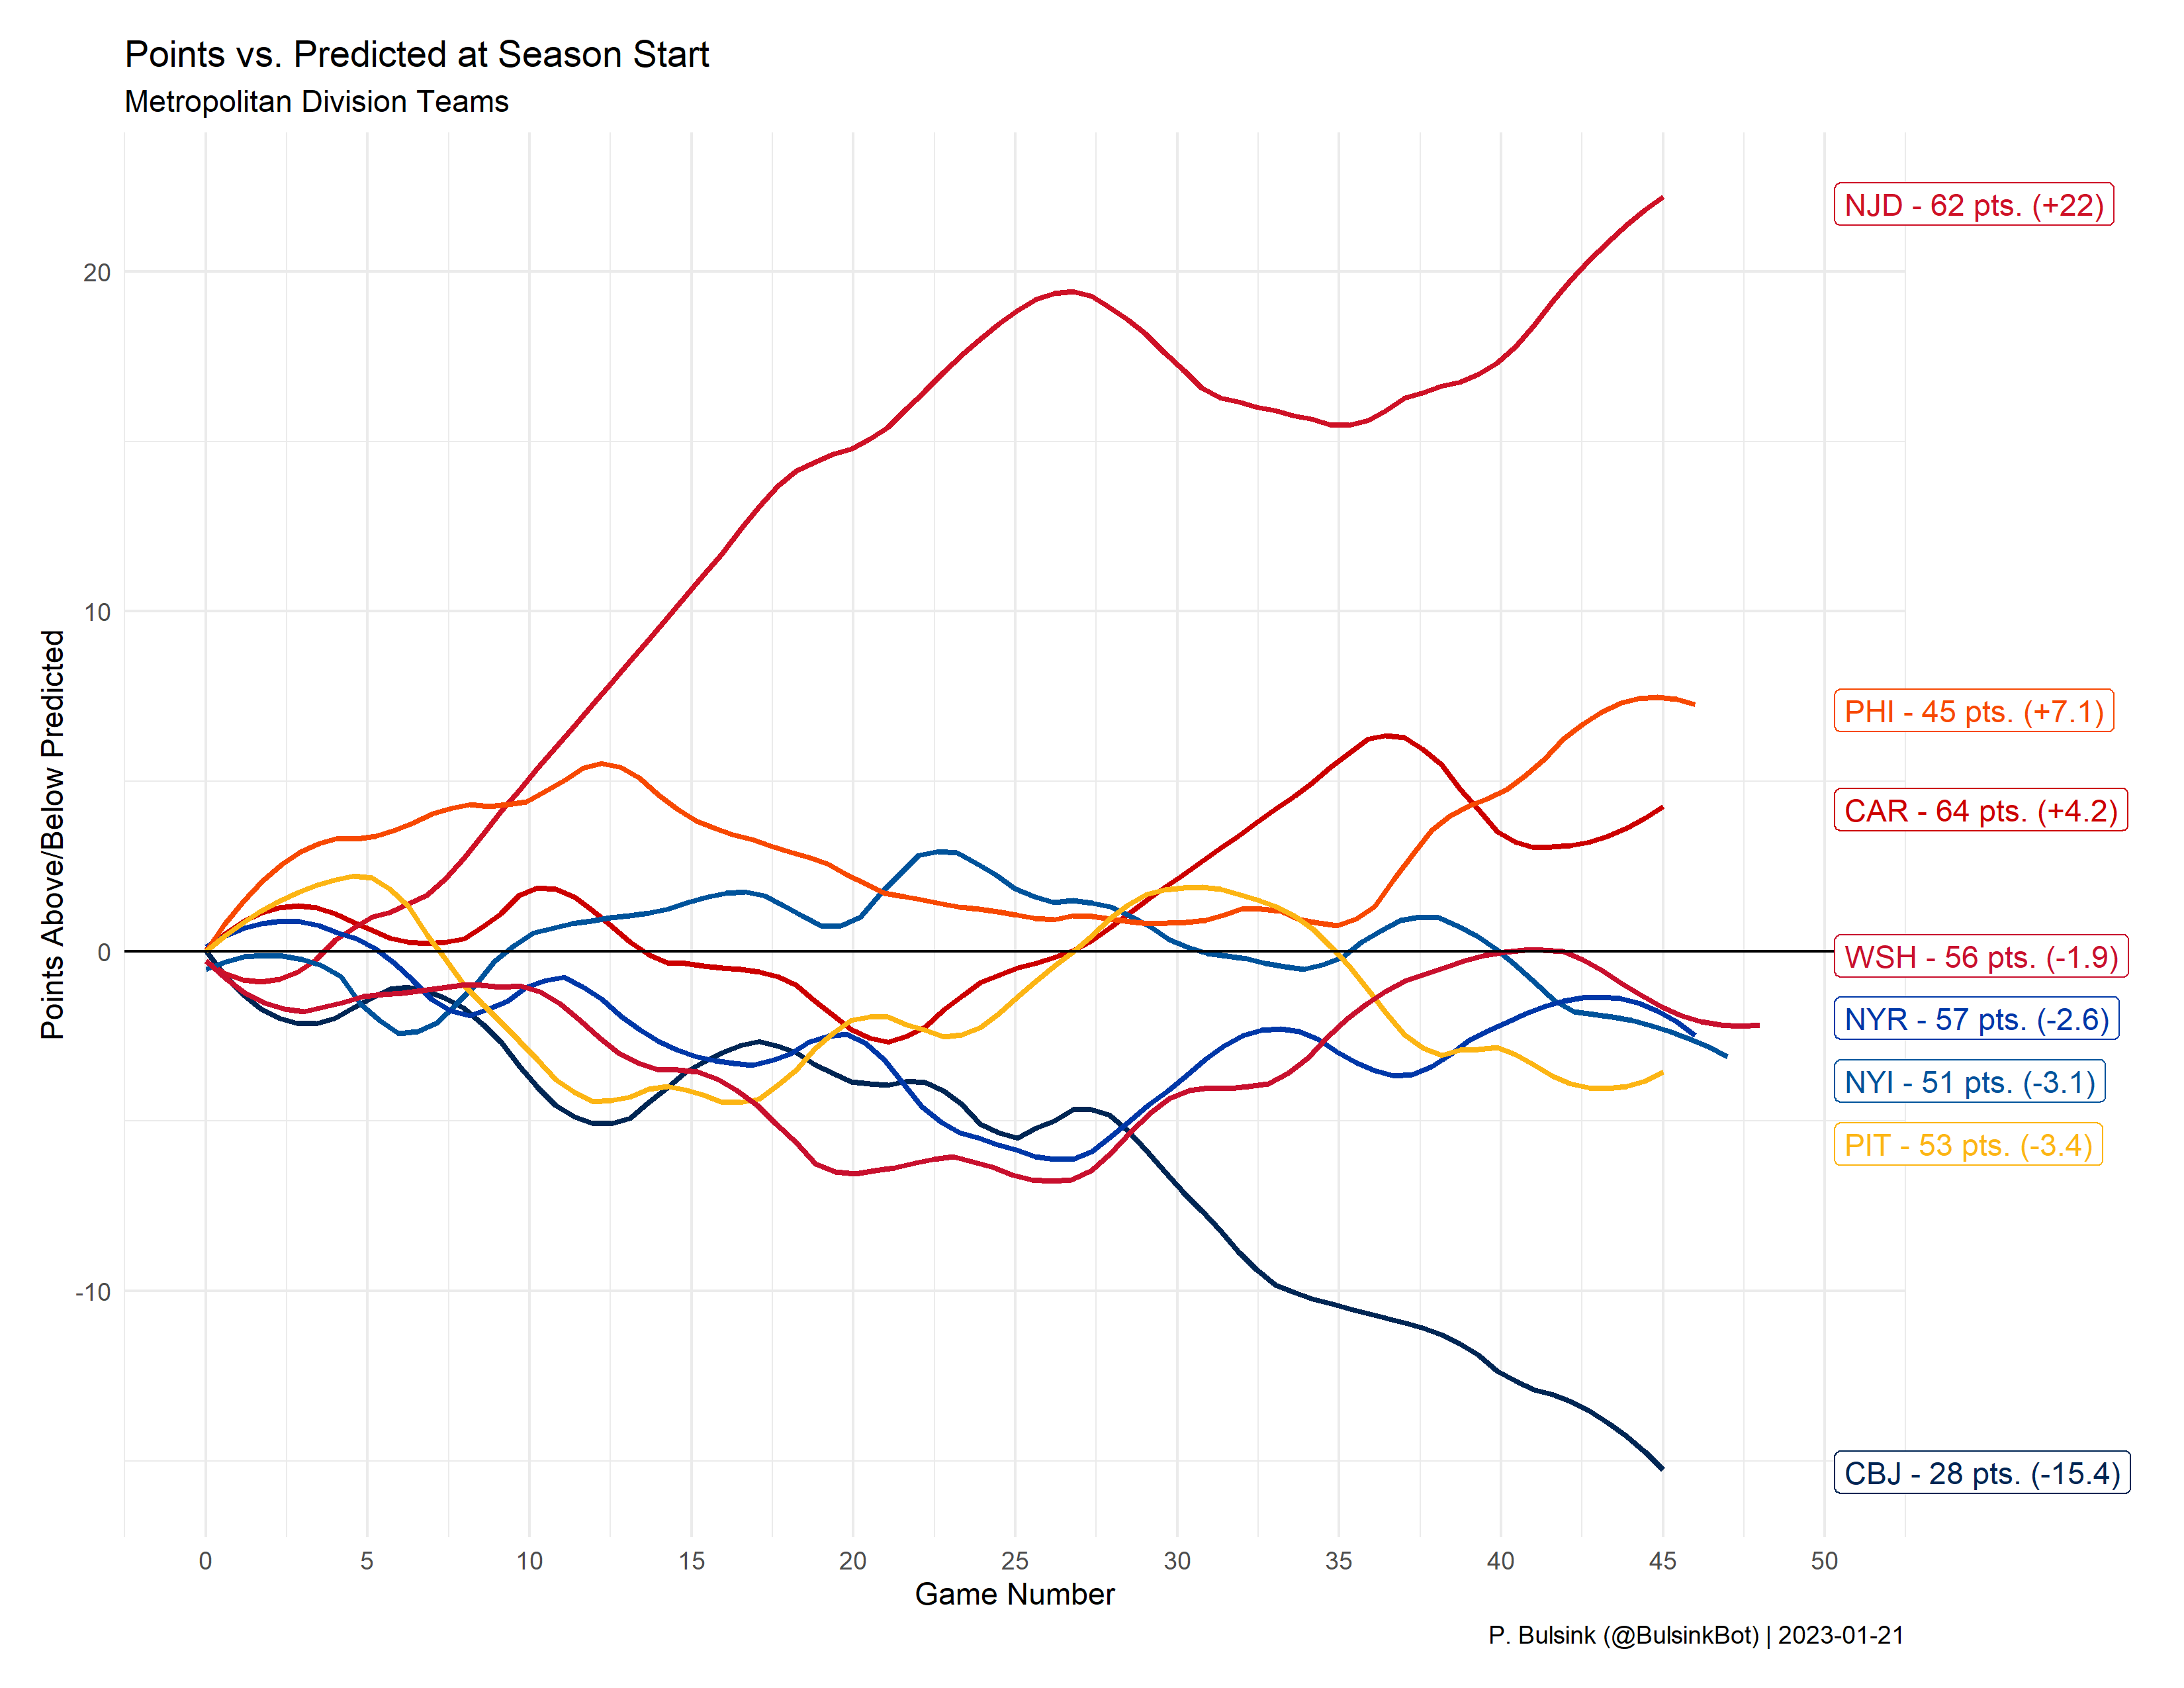 Points vs. Predicted at Season Start
Metropolitan Division Teams
Points Above/Below Predicted
20
10
0
-10
NJD - 62 pts. (+22)
PHI - 45 pts. (+7.1)
CAR - 64 pts. (+4.2)
WSH - 56 pts. (-1.9)
NYR - 57 pts. (-2.6)
NYI - 51 pts. (-3.1)
PIT - 53 pts. (-3.4)
CBJ - 28 pts. (-15.4)
0 5 10 15 20 25 30 35 40 45 50
Game Number
P. Bulsink (@BulsinkBot) | 2023-01-21